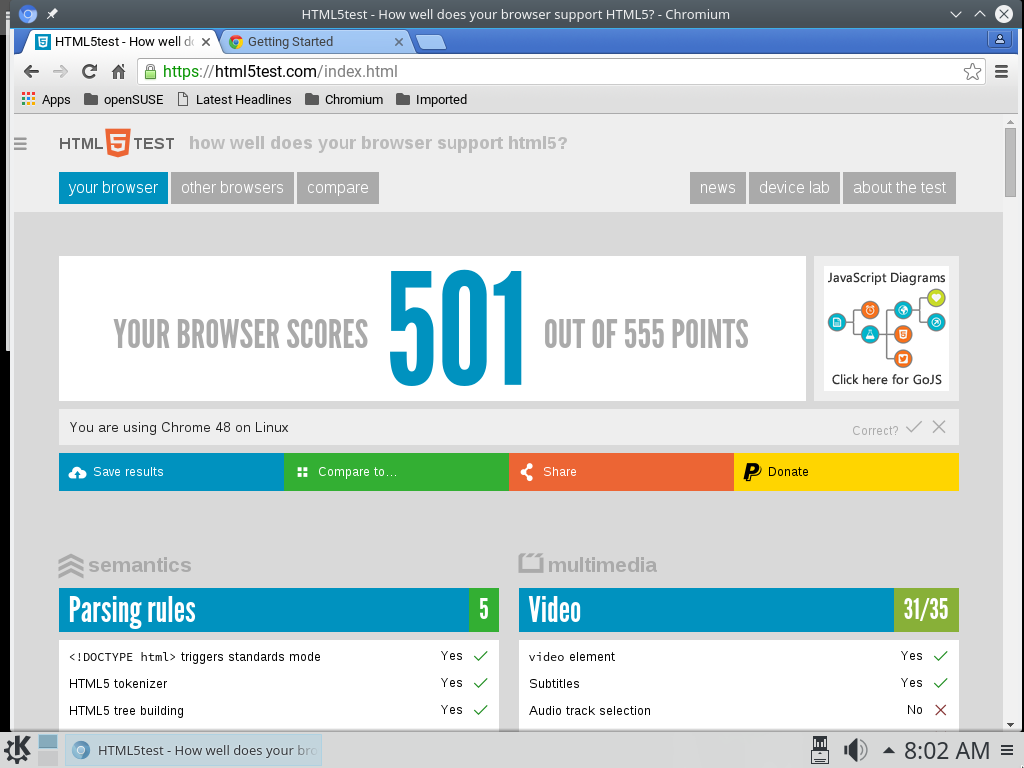 HTML5test - How well does your browser support HTML5? - Chromium
HTML5test - How well do
Getting Started
https://html5test.com/index.html
Apps openSUSE Latest Headlines Chromium Imported
HTML 5 TEST how well does your browser support html5?
your browser other browsers compare news device lab about the test
YOUR BROWSER SCORES 501 OUT OF 555 POINTS
JavaScript Diagrams
Click here for GoJS
You are using Chrome 48 on Linux Correct?
Save results Compare to... Share Donate
semantics
Parsing rules 5
<!DOCTYPE html> triggers standards mode Yes
HTML5 tokenizer Yes
HTML5 tree building Yes
multimedia
Video 31/35
video element Yes
Subtitles Yes
Audio track selection No
HTML5test - How well does your bro
8:02 AM